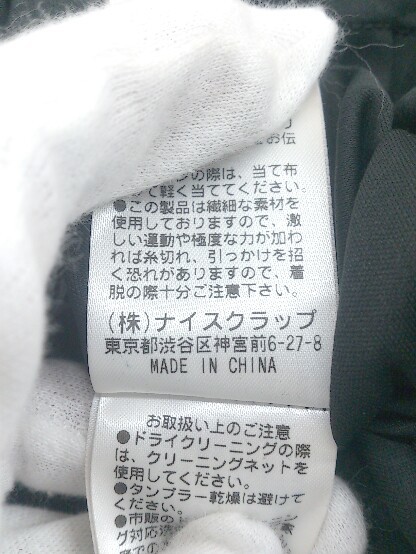 お伝
の際は、当て布
て軽く当ててください。
●この製品は繊細な素材を
使用しておりますので、激
しい運動や極度な力が加わ
れば糸切れ、引っかけを招
く恐れがありますので、着
脱の際十分ご注意下さい。
(株)ナイスクラップ
東京都渋谷区神宮前6-27-8
MADE IN CHINA
お取扱い上のご注意
●ドライクリーニングの際
は、クリーニングネットを
使用してください。
●タンブラー乾燥は避けて
ください。
●市販の
グ対応洗